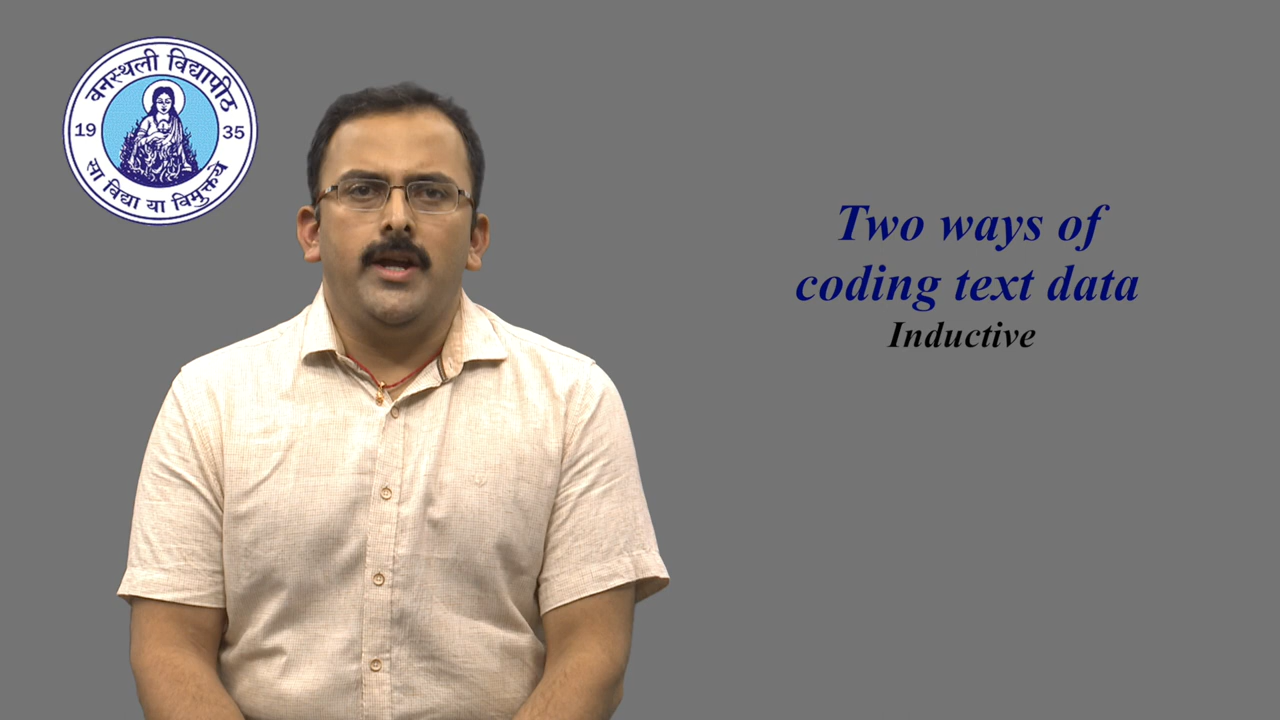 वनस्थली विद्यापीठ
19 35
सा विद्या या विमुक्तये
Two ways of
coding text data
Inductive